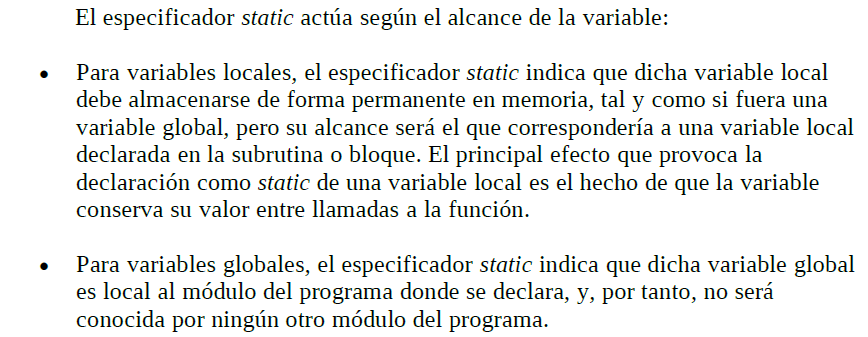 El especificador static actúa según el alcance de la variable:
• Para variables locales, el especificador static indica que dicha variable local
debe almacenarse de forma permanente en memoria, tal y como si fuera una
variable global, pero su alcance será el que correspondería a una variable local
declarada en la subrutina o bloque. El principal efecto que provoca la
declaración como static de una variable local es el hecho de que la variable
conserva su valor entre llamadas a la función.
• Para variables globales, el especificador static indica que dicha variable global
es local al módulo del programa donde se declara, y, por tanto, no será
conocida por ningún otro módulo del programa.